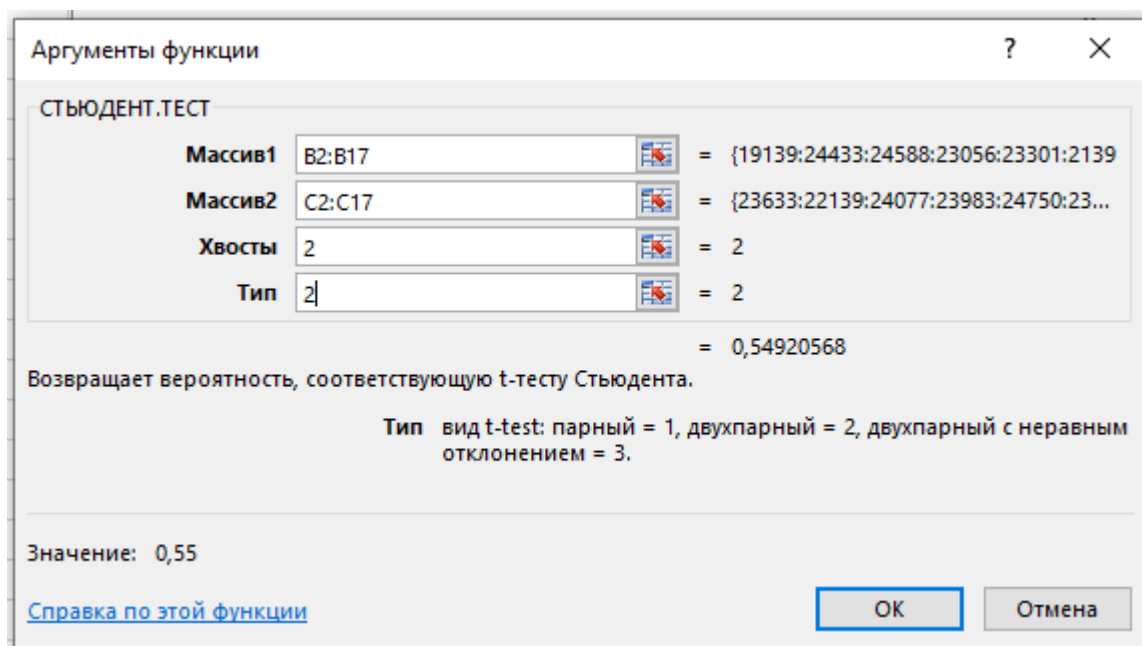 Аргументы функции ? ×
СТЬЮДЕНТ.ТЕСТ
Массив1 B2:B17 = {19139:24433:24588:23056:23301:2139
Массив2 C2:C17 = {23633:22139:24077:23983:24750:23...
Хвосты 2 = 2
Тип 2 = 2
= 0,54920568
Возвращает вероятность, соответствующую t-тесту Стьюдента.
Тип вид t-test: парный = 1, двухпарный = 2, двухпарный с неравным
отклонением = 3.
Значение: 0,55
Справка по этой функции ОК Отмена